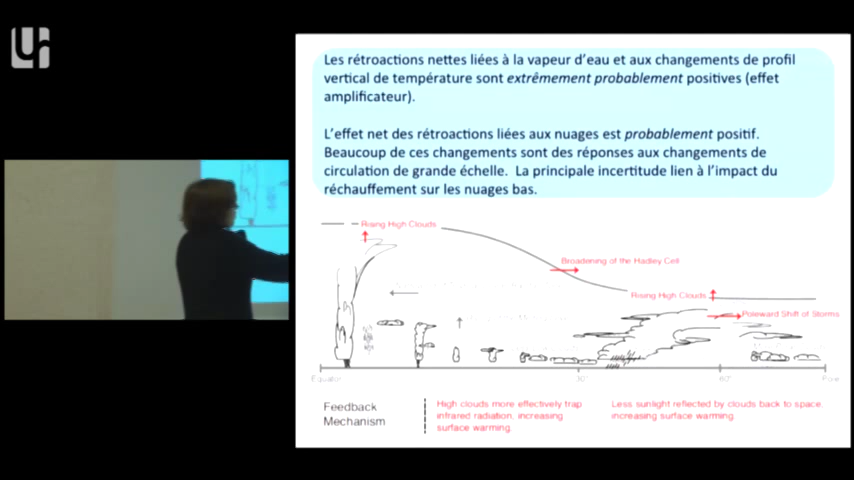 Les rétroactions nettes liées à la vapeur d'eau et aux changements de profil
vertical de température sont extrêmement probablement positives (effet
amplificateur).
L'effet net des rétroactions liées aux nuages est probablement positif.
Beaucoup de ces changements sont des réponses aux changements de
circulation de grande échelle. La principale incertitude lien à l'impact du
réchauffement sur les nuages bas.
Rising High Clouds
Broadening of the Hadley Cell
Rising High Clouds
Poleward Shift of Storms
Equator 30° 60° Pole
Feedback
Mechanism
High clouds more effectively trap
infrared radiation, increasing
surface warming
Less sunlight reflected by clouds back to space,
increasing surface warming